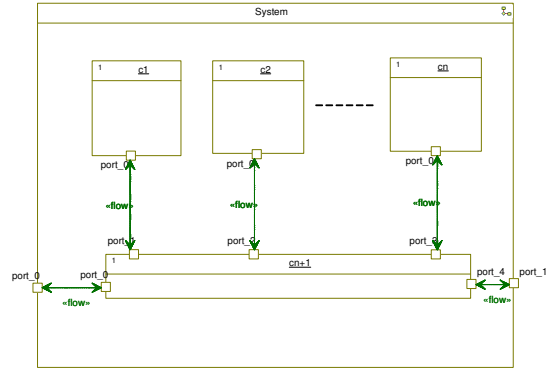 System
1 c1
1 c2
1 cn
port_0
port_0
port_0
«flow»
«flow»
«flow»
port_
port_
port_
1 cn+1
port_0
port_0
port_4
port_1
«flow»
«flow»